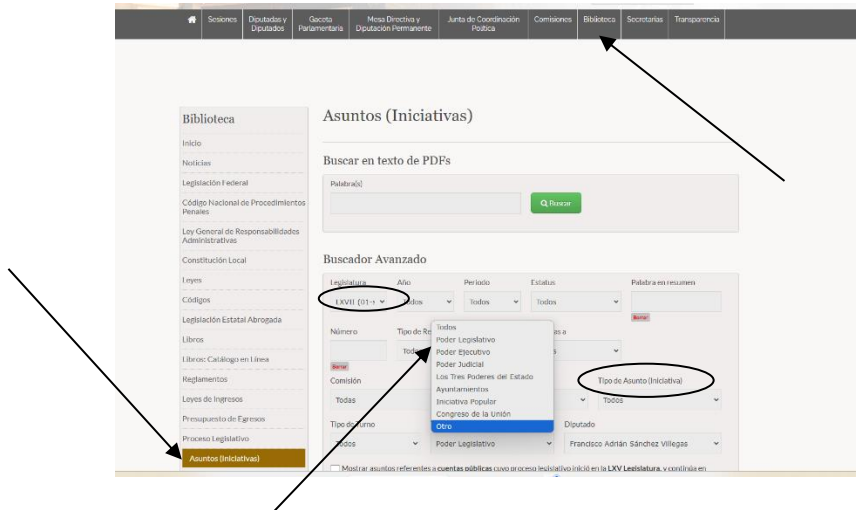 Sesiones
Diputadas y Diputados
Gaceta Parlamentaria
Mesa Directiva y Diputación Permanente
Junta de Coordinación Política
Comisiones
Biblioteca
Secretarías
Transparencia
Biblioteca
Inicio
Noticias
Legislación Federal
Código Nacional de Procedimientos
Penales
Ley General de Responsabilidades
Administrativas
Constitución Local
Leyes
Códigos
Legislación Estatal Abrogada
Libros
Libros: Catálogo en Línea
Reglamentos
Leyes de Ingresos
Presupuesto de Egresos
Proceso Legislativo
Asuntos (Iniciativas)
Asuntos (Iniciativas)
Buscar en texto de PDFs
Palabra(s)
Buscar
Buscador Avanzado
Legislatura Año Periodo Estatus Palabra en resumen
LXVII (01-s Todos Todos Todos
Borrar
Número Tipo de Re as a
Todos
Poder Legislativo
Poder Ejecutivo
Poder Judicial
Los Tres Poderes del Estado
Ayuntamientos
Iniciativa Popular
Congreso de la Unión
Otro
Borrar
Comisión Tipo de Asunto (Iniciativa)
Todas Todos
Tipo de Turno Diputado
Todos Poder Legislativo Francisco Adrián Sánchez Villegas
Mostrar asuntos referentes a cuentas públicas cuyo proceso legislativo inició en la LXV Legislatura, y continúa en